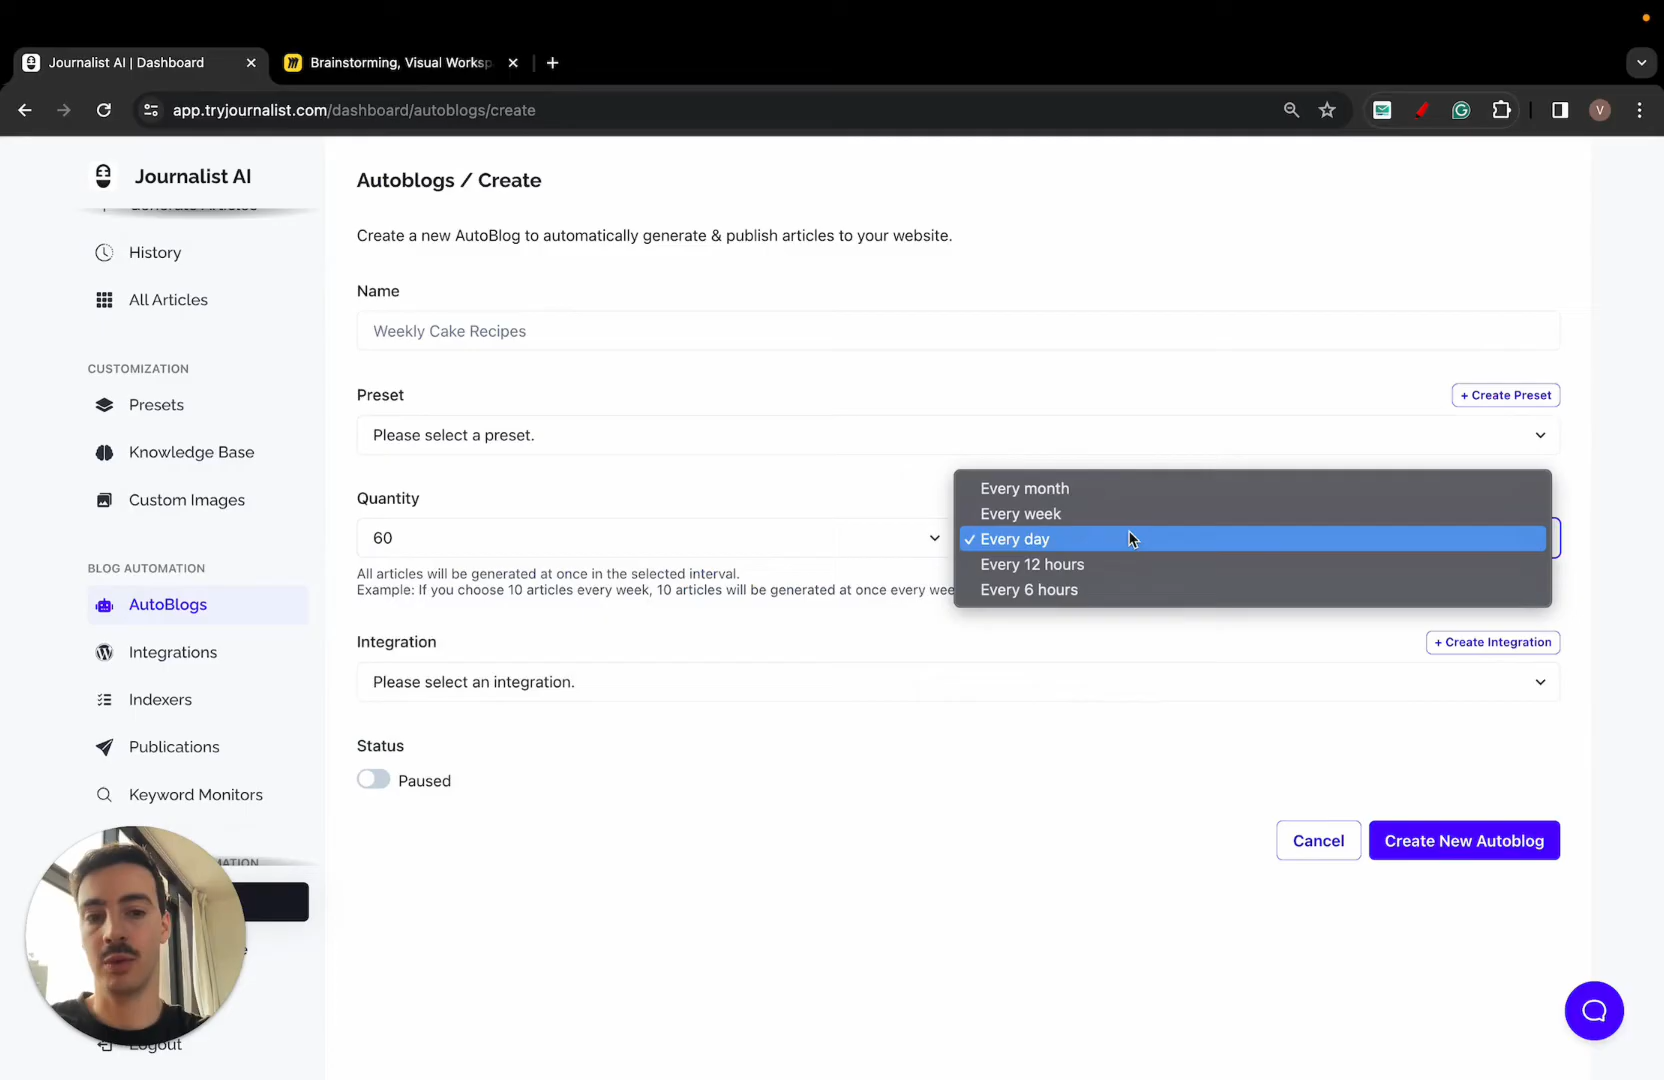 Journalist AI | Dashboard
Brainstorming, Visual Worksp
app.tryjournalist.com/dashboard/autoblogs/create
V
Journalist AI
History
All Articles
CUSTOMIZATION
Presets
Knowledge Base
Custom Images
BLOG AUTOMATION
AutoBlogs
Integrations
Indexers
Publications
Keyword Monitors
MATION
Logout
Autoblogs / Create
Create a new AutoBlog to automatically generate & publish articles to your website.
Name
Weekly Cake Recipes
Preset
+ Create Preset
Please select a preset.
Quantity
60
Every month
Every week
✓ Every day
Every 12 hours
Every 6 hours
All articles will be generated at once in the selected interval.
Example: If you choose 10 articles every week, 10 articles will be generated at once every wee
Integration
+ Create Integration
Please select an integration.
Status
Paused
Cancel
Create New Autoblog